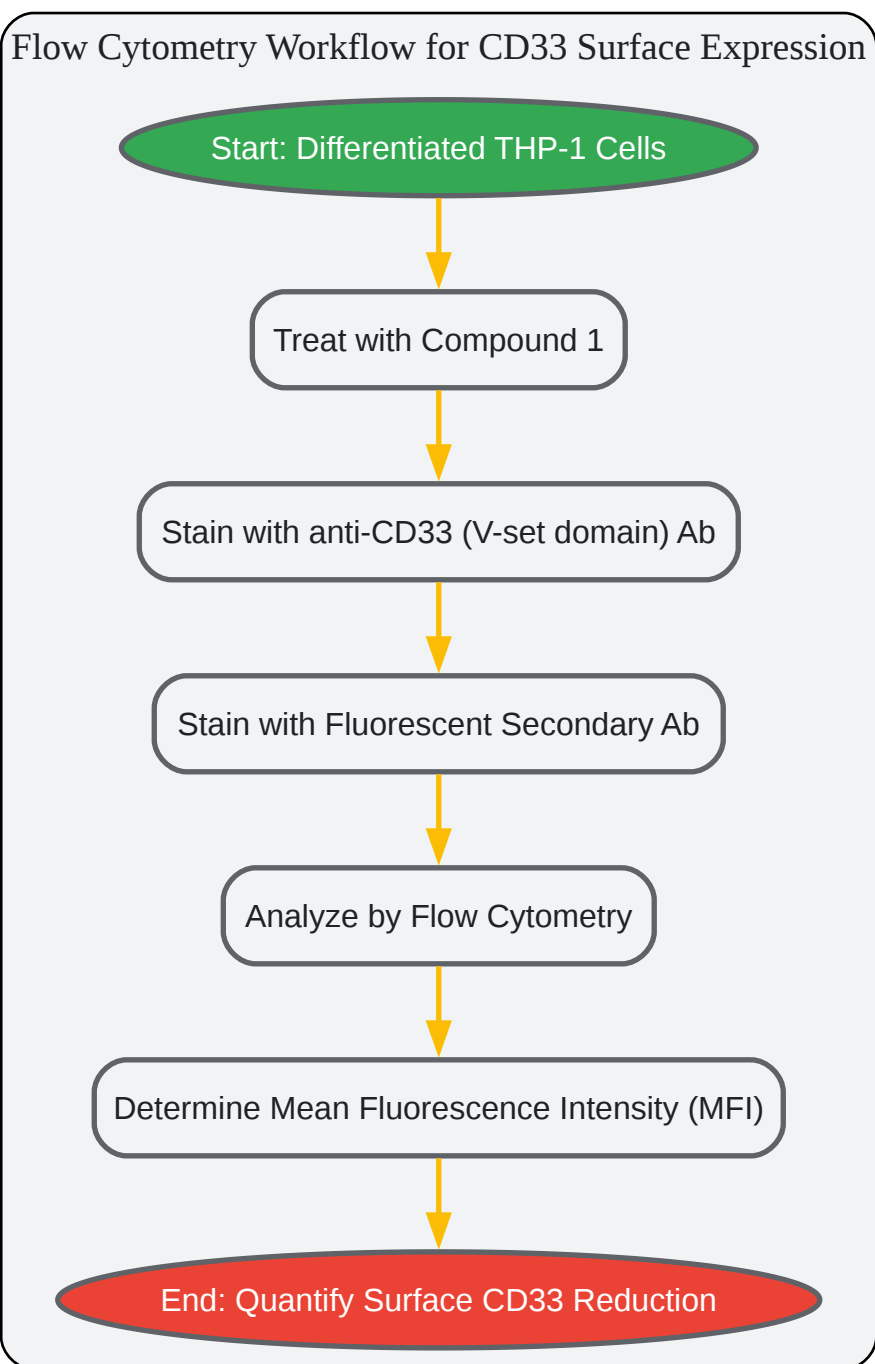 Flow Cytometry Workflow for CD33 Surface Expression
Start: Differentiated THP-1 Cells
Treat with Compound 1
Stain with anti-CD33 (V-set domain) Ab
Stain with Fluorescent Secondary Ab
Analyze by Flow Cytometry
Determine Mean Fluorescence Intensity (MFI)
End: Quantify Surface CD33 Reduction